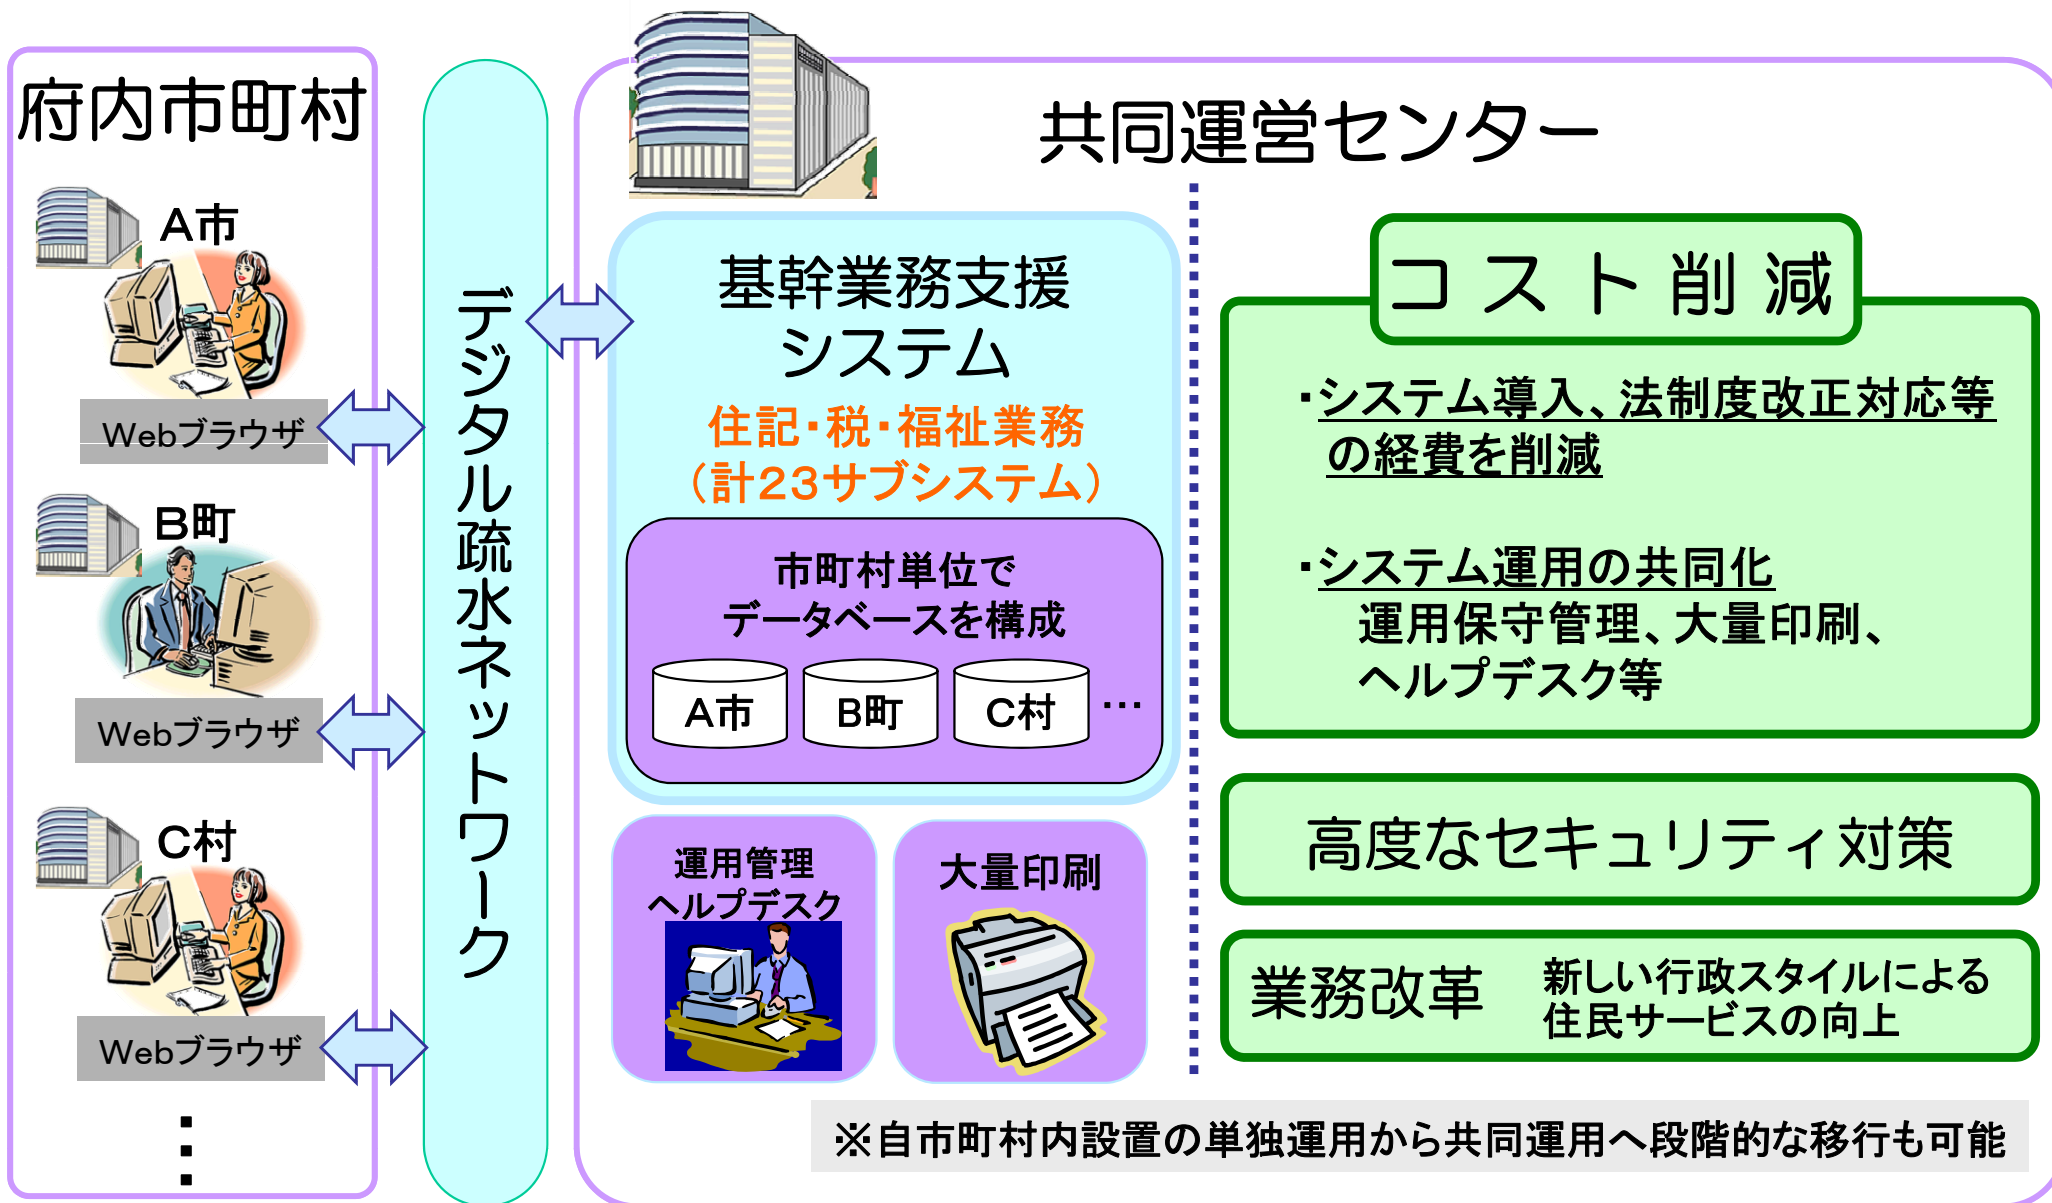 府内市町村
A市
Webブラウザ
B町
Webブラウザ
C村
Webブラウザ
デジタル疏水ネットワーク
共同運営センター
基幹業務支援
システム
住記・税・福祉業務
（計23サブシステム）
市町村単位で
データベースを構成
A市
B町
C村
…
運用管理
ヘルプデスク
大量印刷
コスト削減
・システム導入、法制度改正対応等
の経費を削減
・システム運用の共同化
運用保守管理、大量印刷、
ヘルプデスク等
高度なセキュリティ対策
業務改革
新しい行政スタイルによる
住民サービスの向上
※自市町村内設置の単独運用から共同運用へ段階的な移行も可能